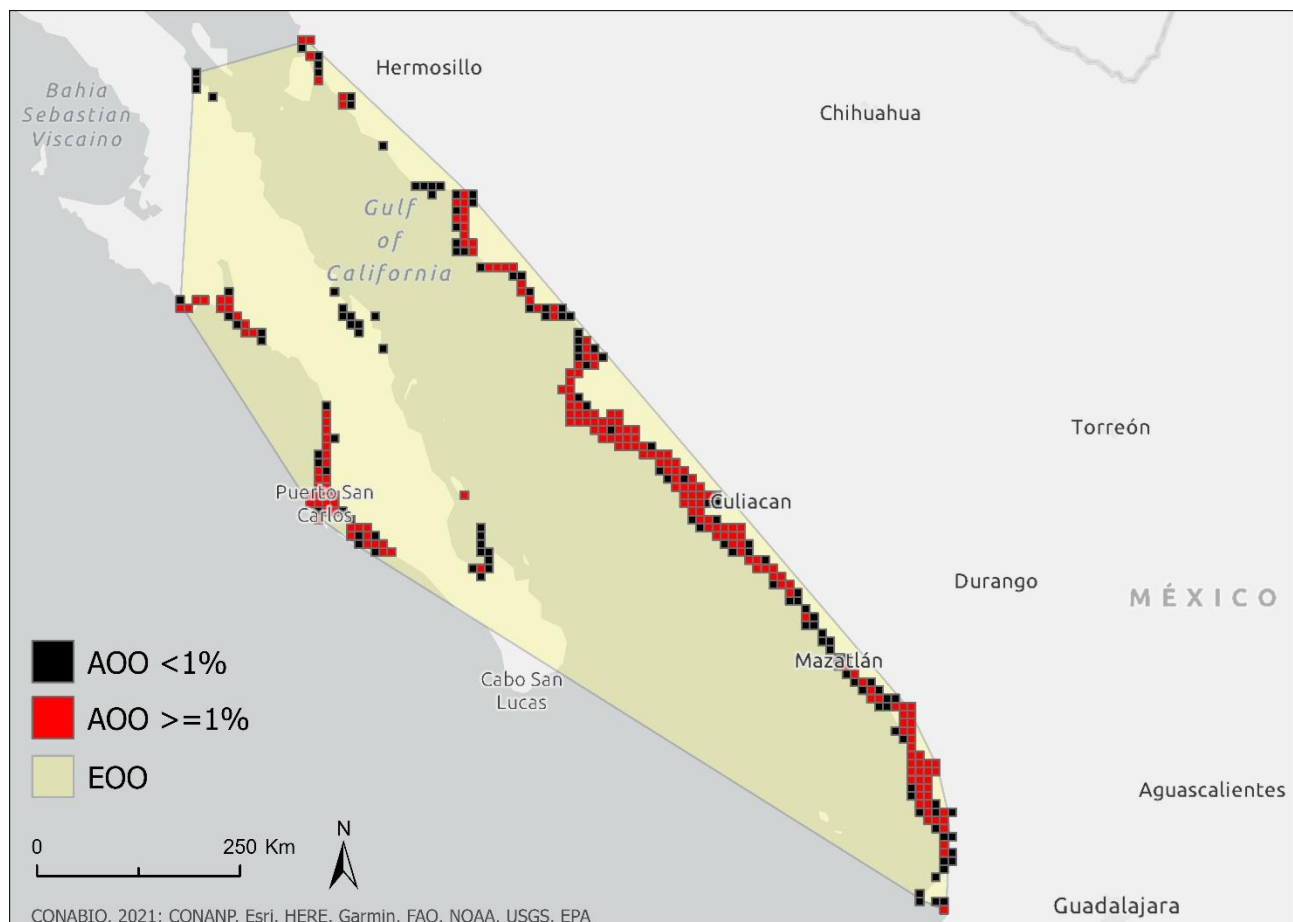 Hermosillo
Bahia
Sebastian
Viscaino
Chihuahua
Gulf
of
California
Torreón
Puerto San
Carlos
Culiacan
Durango
MÉXICO
Mazatlán
Cabo San
Lucas
AOO <1%
AOO >=1%
EOO
Aguascalientes
N
0 250 Km
Guadalajara
CONABIO, 2021; CONANP, Esri, HERE, Garmin, FAO, NOAA, USGS, EPA